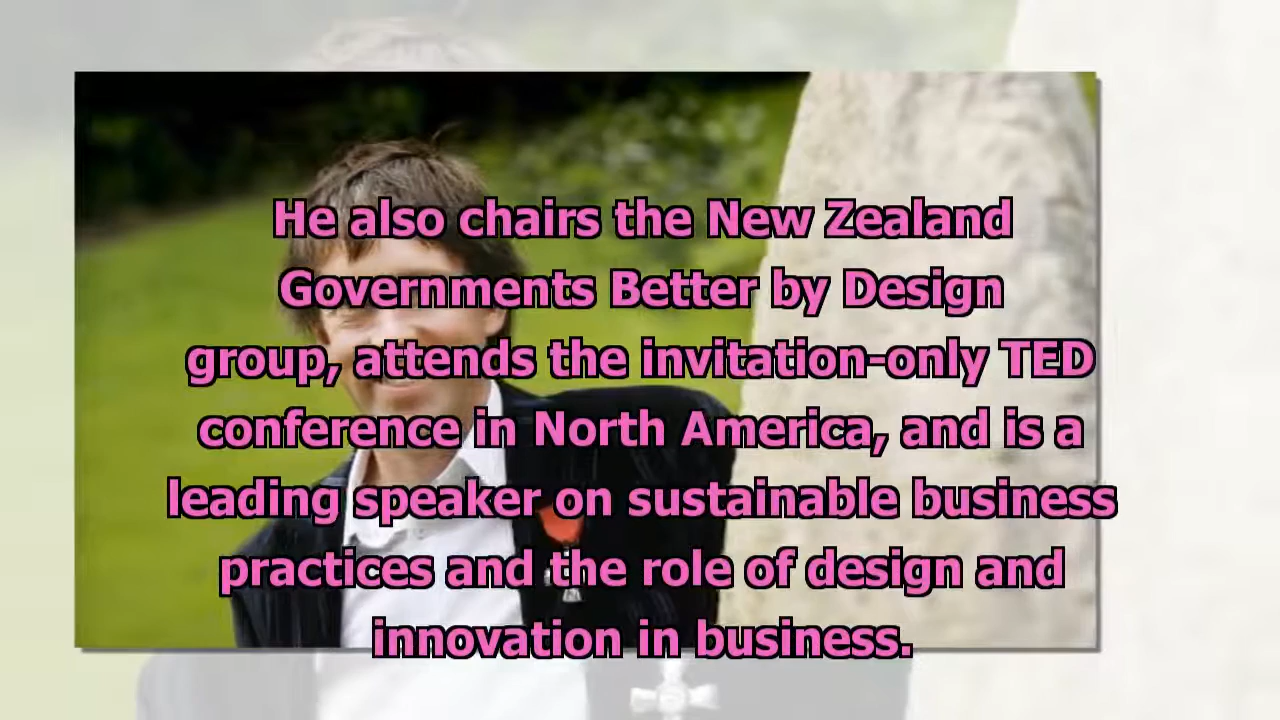 He also chairs the New Zealand
Governments Better by Design
group, attends the invitation-only TED
conference in North America, and is a
leading speaker on sustainable business
practices and the role of design and
innovation in business.